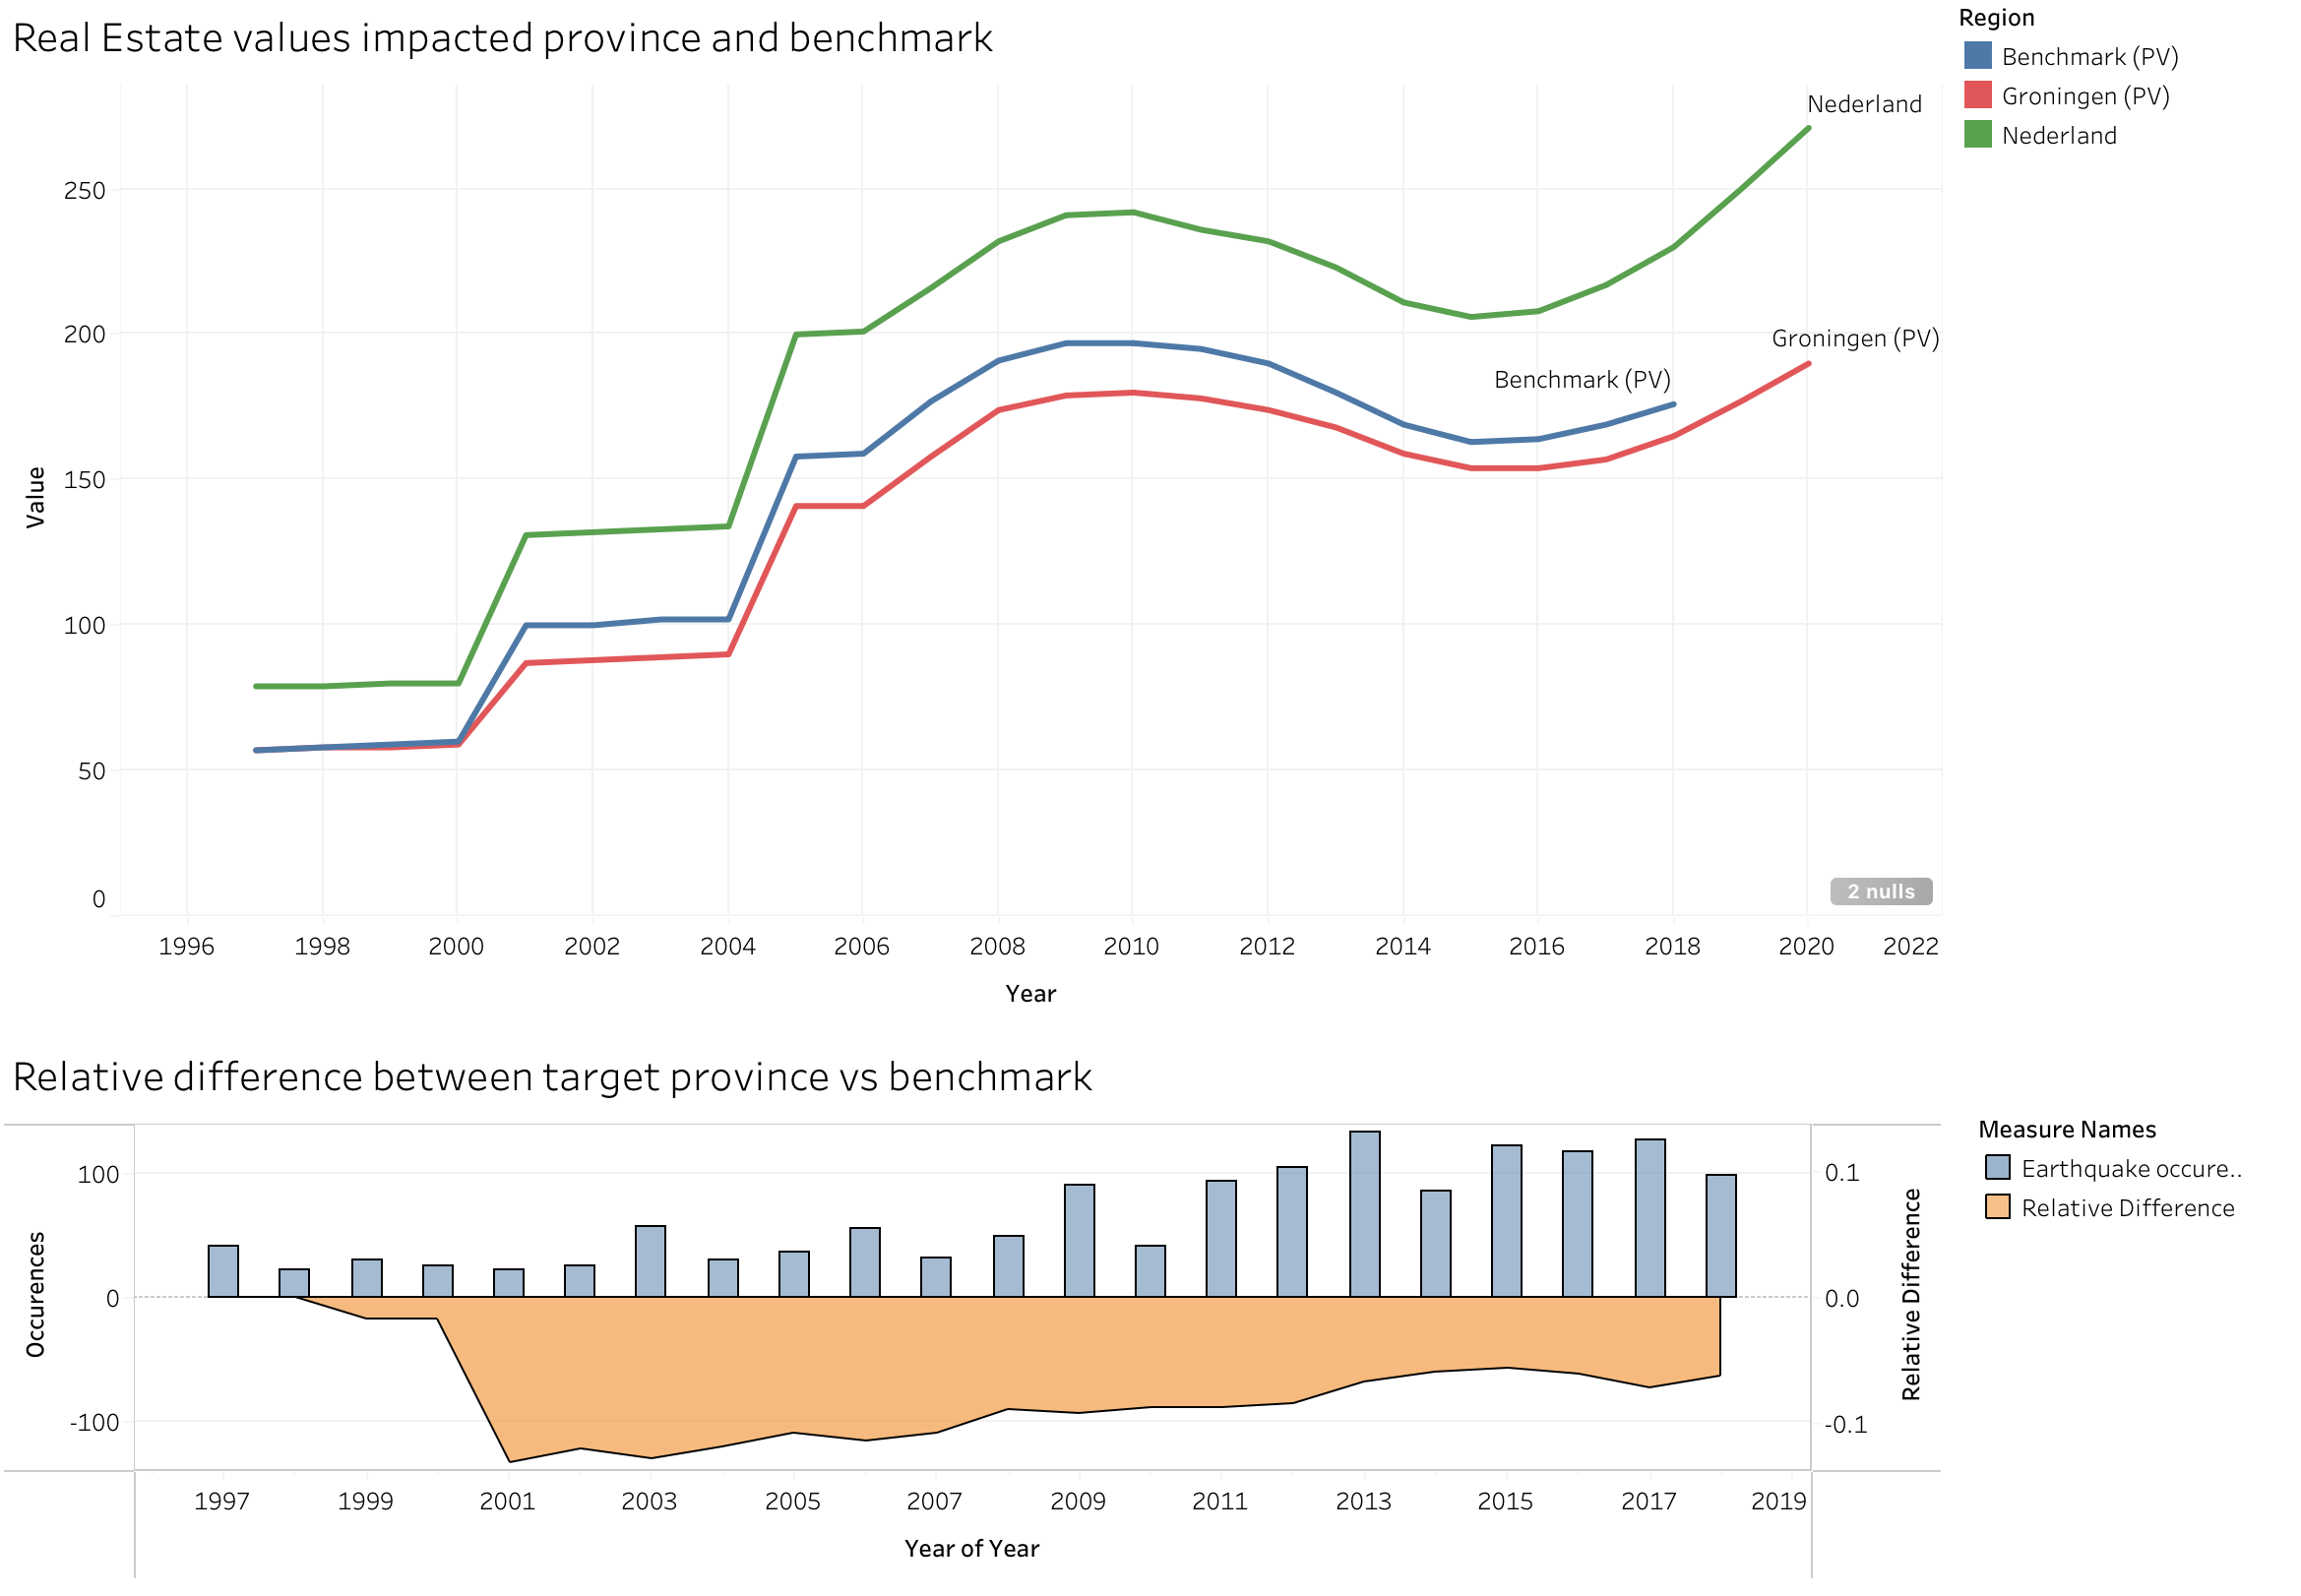 Real Estate values impacted province and benchmark
Region
Benchmark (PV)
Groningen (PV)
Nederland
Nederland
Groningen (PV)
Benchmark (PV)
Value
250
200
150
100
50
0
2 nulls
1996 1998 2000 2002 2004 2006 2008 2010 2012 2014 2016 2018 2020 2022
Year
Relative difference between target province vs benchmark
Measure Names
Earthquake occure..
Relative Difference
Occurences
100
0
-100
0.1
0.0
-0.1
Relative Difference
1997 1999 2001 2003 2005 2007 2009 2011 2013 2015 2017 2019
Year of Year